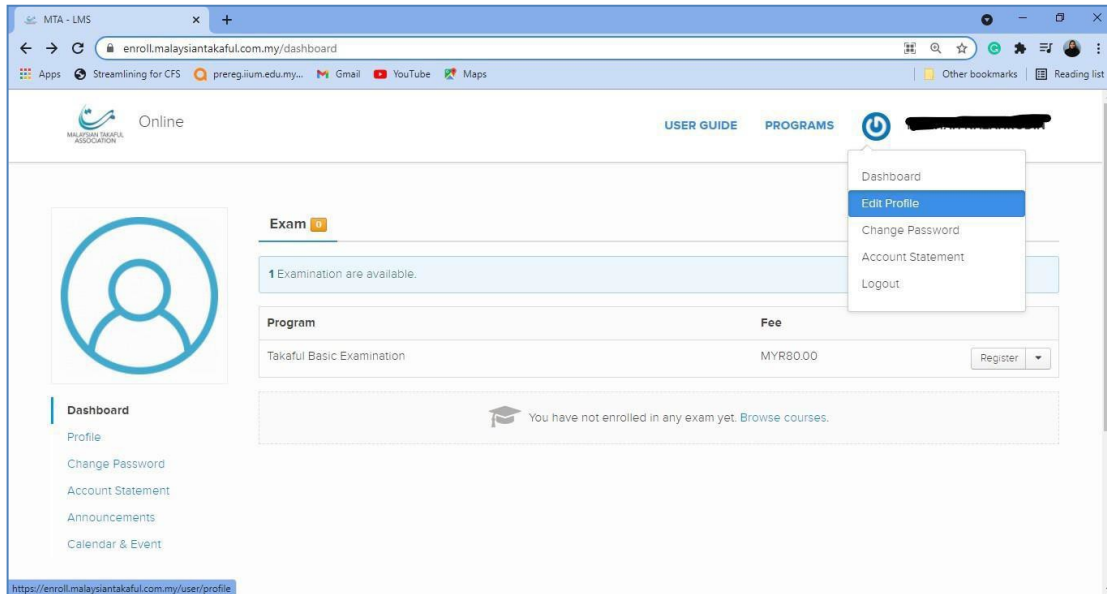 MTA - LMS
enroll.malaysiantakaful.com.my/dashboard
Apps Streamlining for CFS prereg.iium.edu.my... Gmail YouTube Maps Other bookmarks Reading list
MALAYSIAN TAKAFUL
ASSOCIATION
Online
USER GUIDE PROGRAMS
Dashboard
Edit Profile
Change Password
Account Statement
Logout
Exam 0
1 Examination are available.
Program Fee
Takaful Basic Examination MYR80.00 Register
You have not enrolled in any exam yet. Browse courses.
Dashboard
Profile
Change Password
Account Statement
Announcements
Calendar & Event
https://enroll.malaysiantakaful.com.my/user/profile